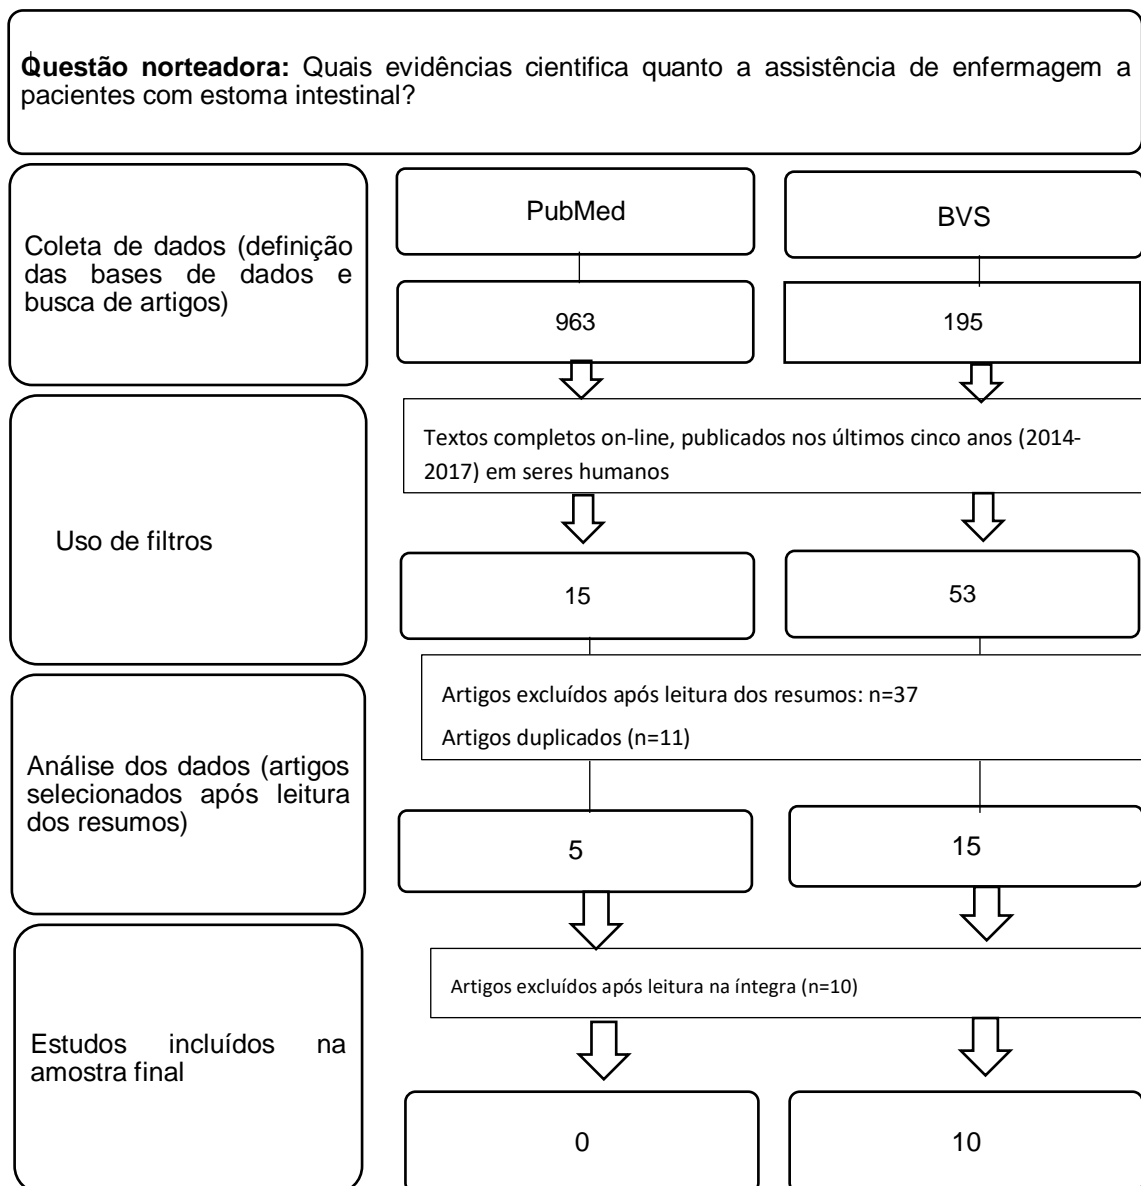 Questão norteadora: Quais evidências cientifica quanto a assistência de enfermagem a
pacientes com estoma intestinal?
Coleta de dados (definição
das bases de dados e
busca de artigos)
PubMed
BVS
963
195
Textos completos on-line, publicados nos últimos cinco anos (2014-
2017) em seres humanos
Uso de filtros
15
53
Artigos excluídos após leitura dos resumos: n=37
Artigos duplicados (n=11)
Análise dos dados (artigos
selecionados após leitura
dos resumos)
5
15
Artigos excluídos após leitura na íntegra (n=10)
Estudos incluídos na
amostra final
0
10